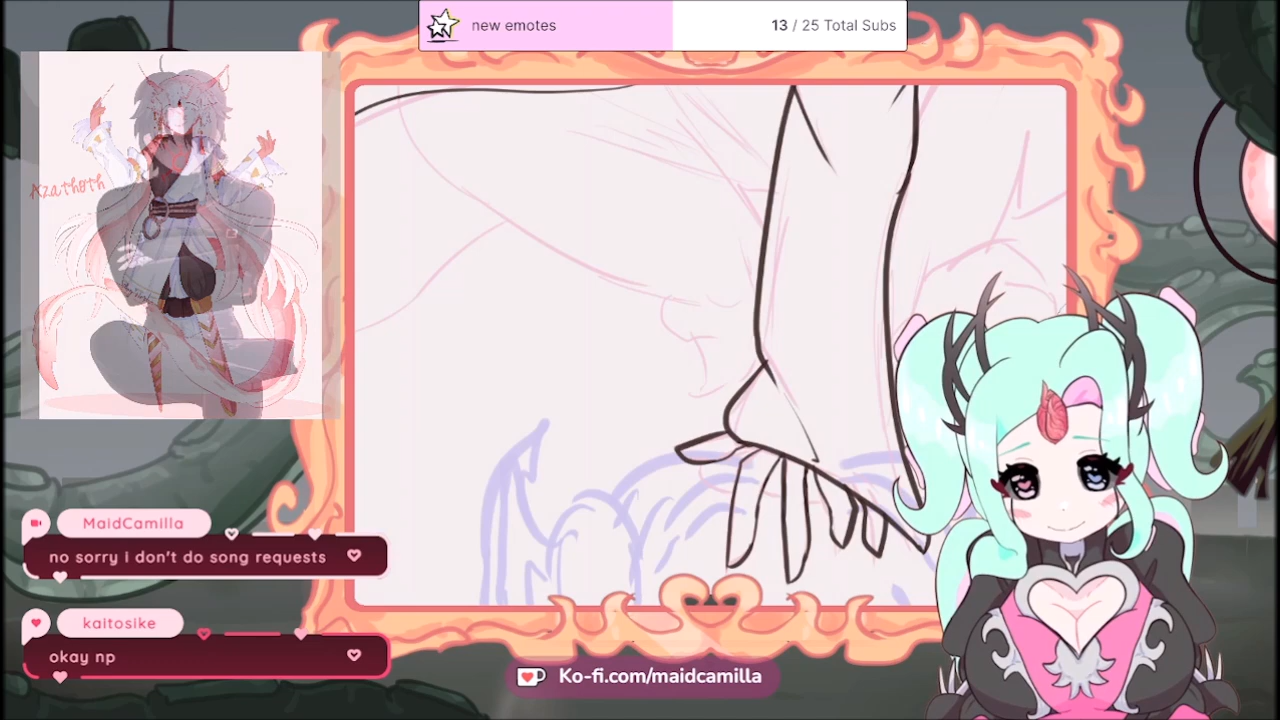 new emotes
13 / 25 Total Subs
Azathoth
MaidCamilla
no sorry i don't do song requests
kaitosike
okay np
Ko-fi.com/maidcamilla